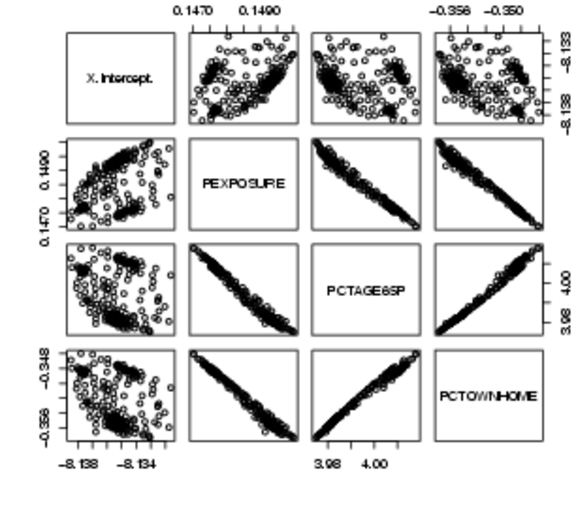 0.1470 0.1490 -0.356 -0.350
X. Intercept. -8.138 -8.133
0.1470 0.1490 PEXPOSURE
PCTAGE65P 3.98 4.00
-0.356 -0.348 PCTOWNHOME
-8.138 -8.134 3.98 4.00